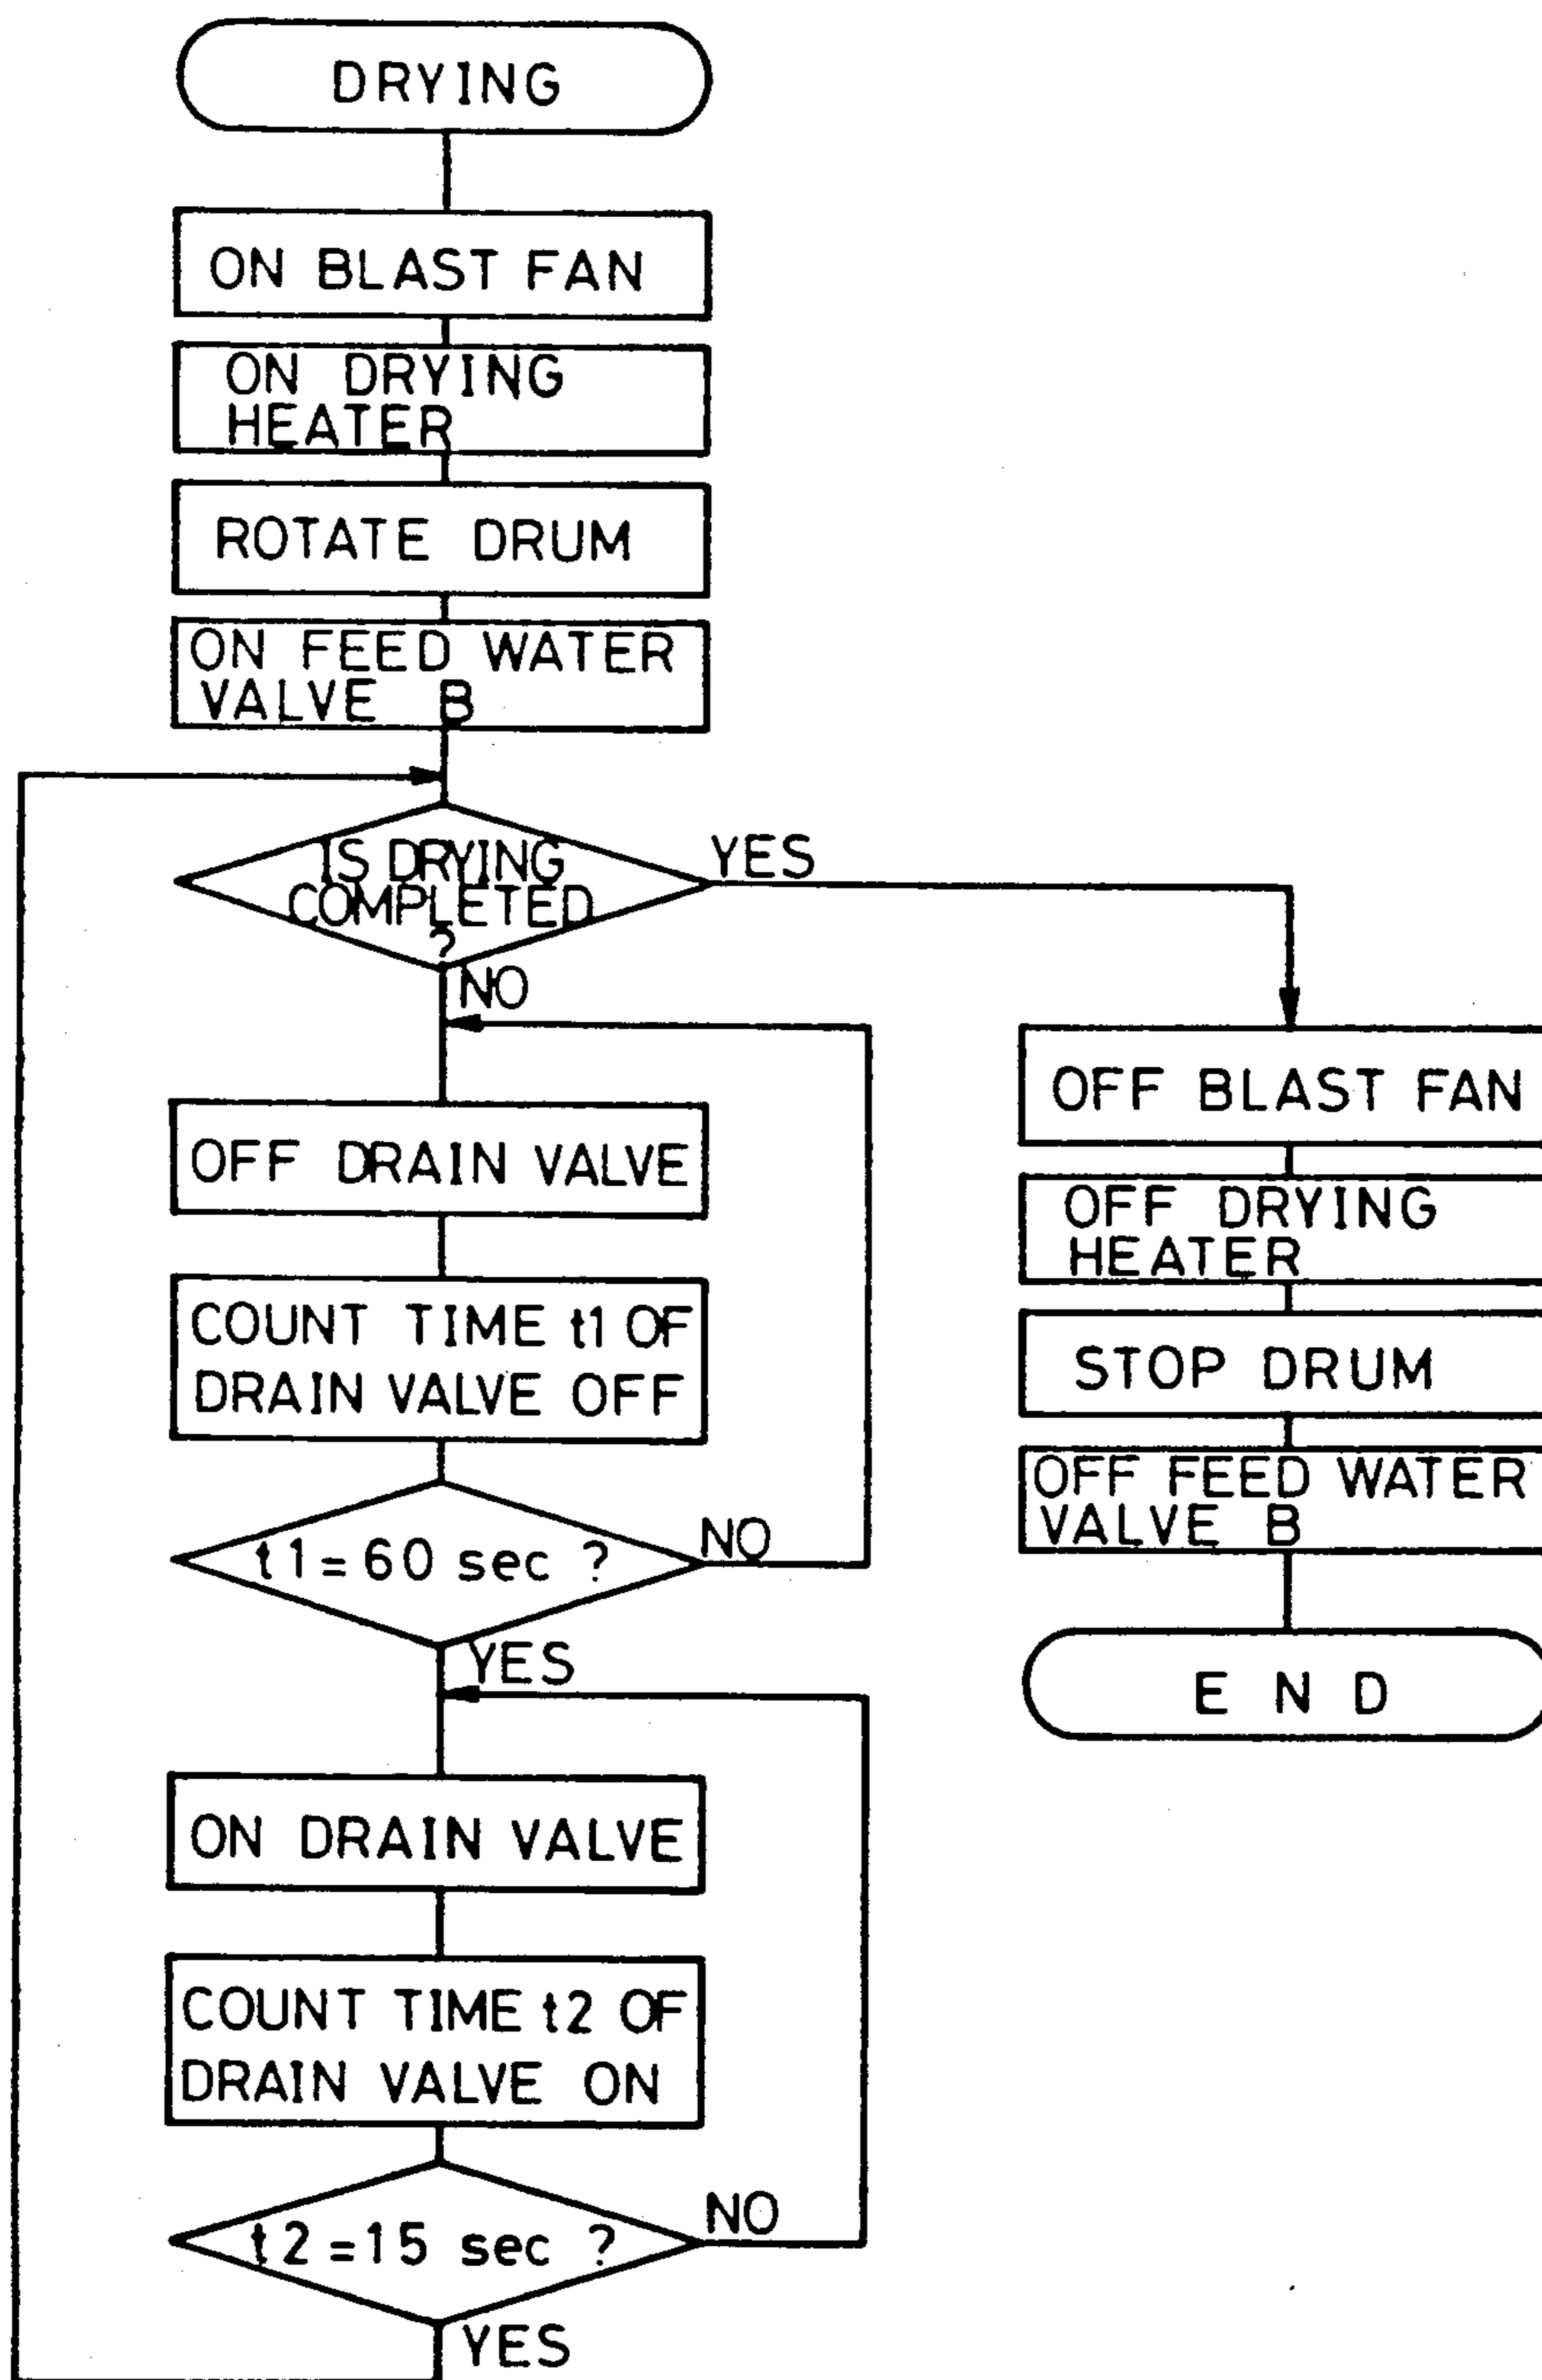 DRYING
ON BLAST FAN
ON DRYING
HEATER
ROTATE DRUM
ON FEED WATER
VALVE B
IS DRYING
COMPLETED
?
YES
NO
OFF DRAIN VALVE
COUNT TIME t1 OF
DRAIN VALVE OFF
t1=60 sec ?
NO
YES
ON DRAIN VALVE
COUNT TIME t2 OF
DRAIN VALVE ON
t2=15 sec ?
NO
YES
OFF BLAST FAN
OFF DRYING
HEATER
STOP DRUM
OFF FEED WATER
VALVE B
END